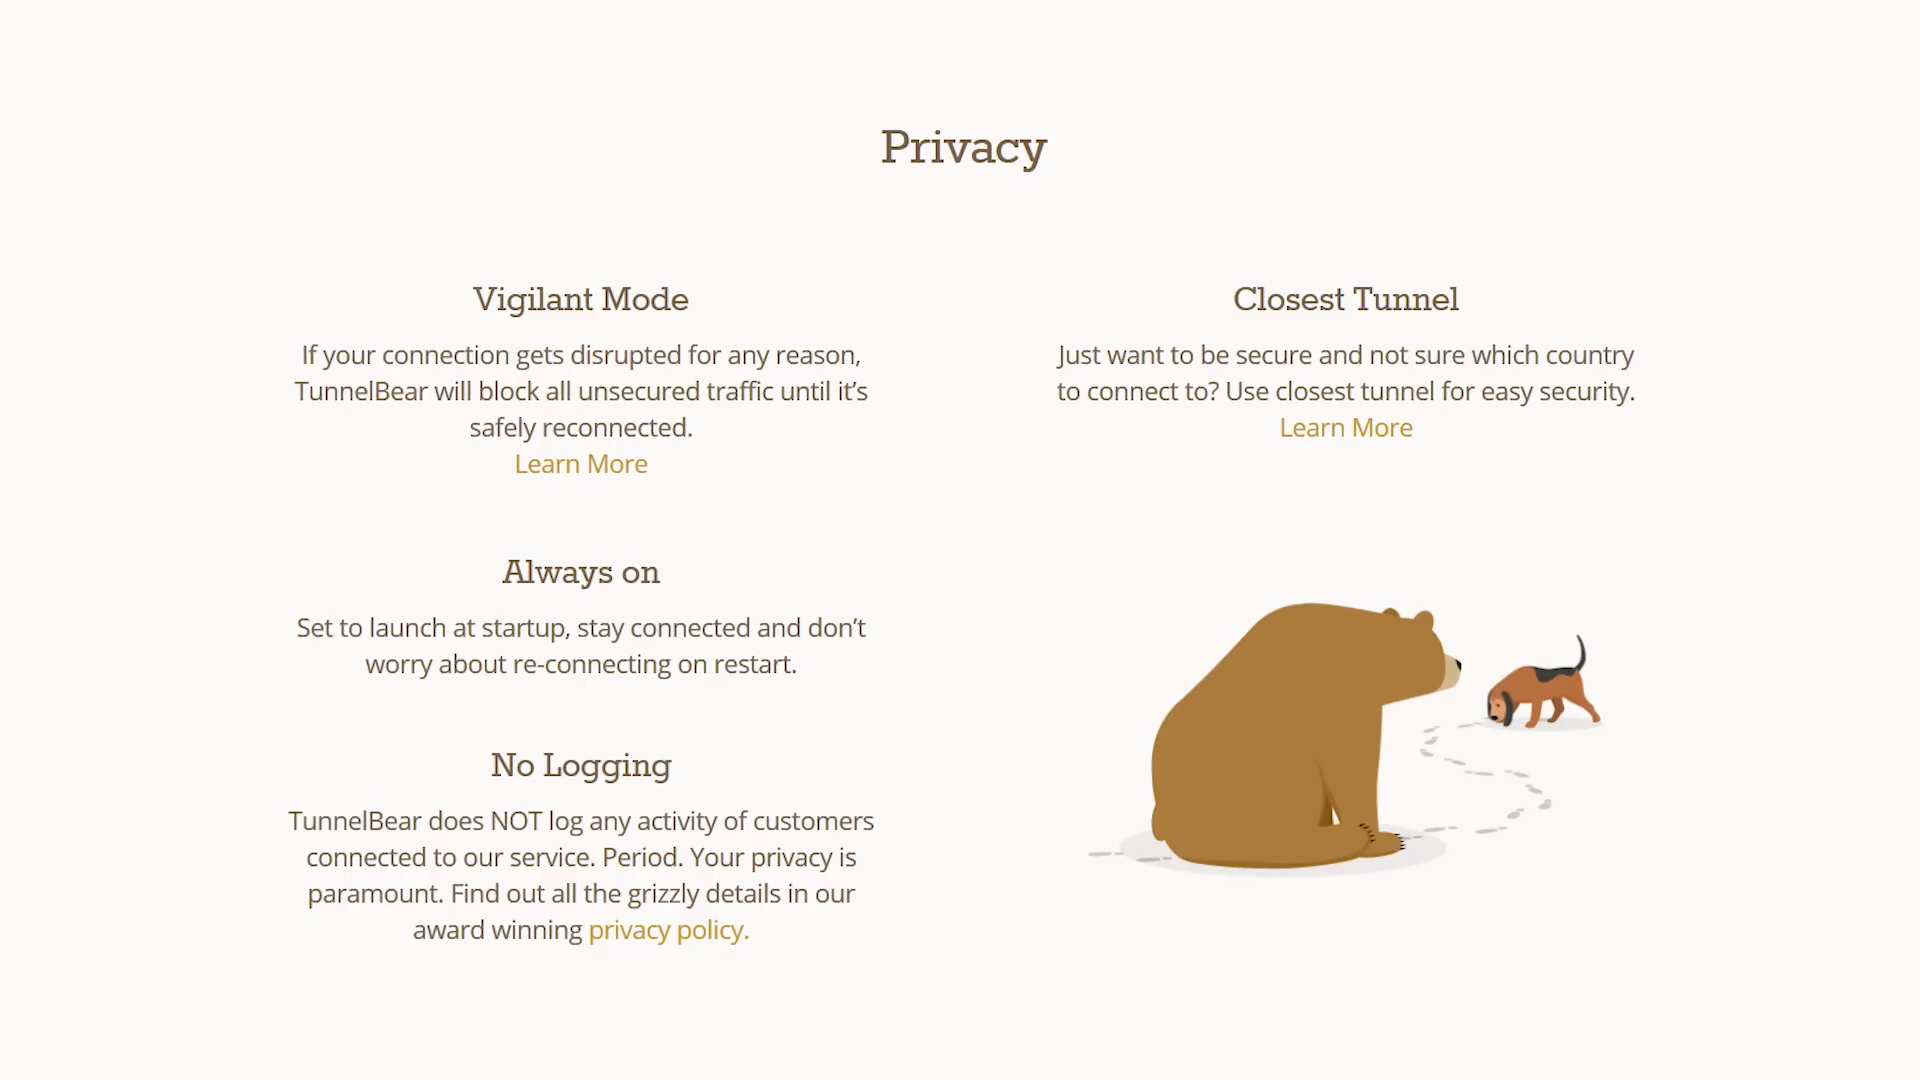 Privacy
Vigilant Mode
If your connection gets disrupted for any reason,
TunnelBear will block all unsecured traffic until it’s
safely reconnected.
Learn More
Closest Tunnel
Just want to be secure and not sure which country
to connect to? Use closest tunnel for easy security.
Learn More
Always on
Set to launch at startup, stay connected and don’t
worry about re-connecting on restart.
No Logging
TunnelBear does NOT log any activity of customers
connected to our service. Period. Your privacy is
paramount. Find out all the grizzly details in our
award winning privacy policy.